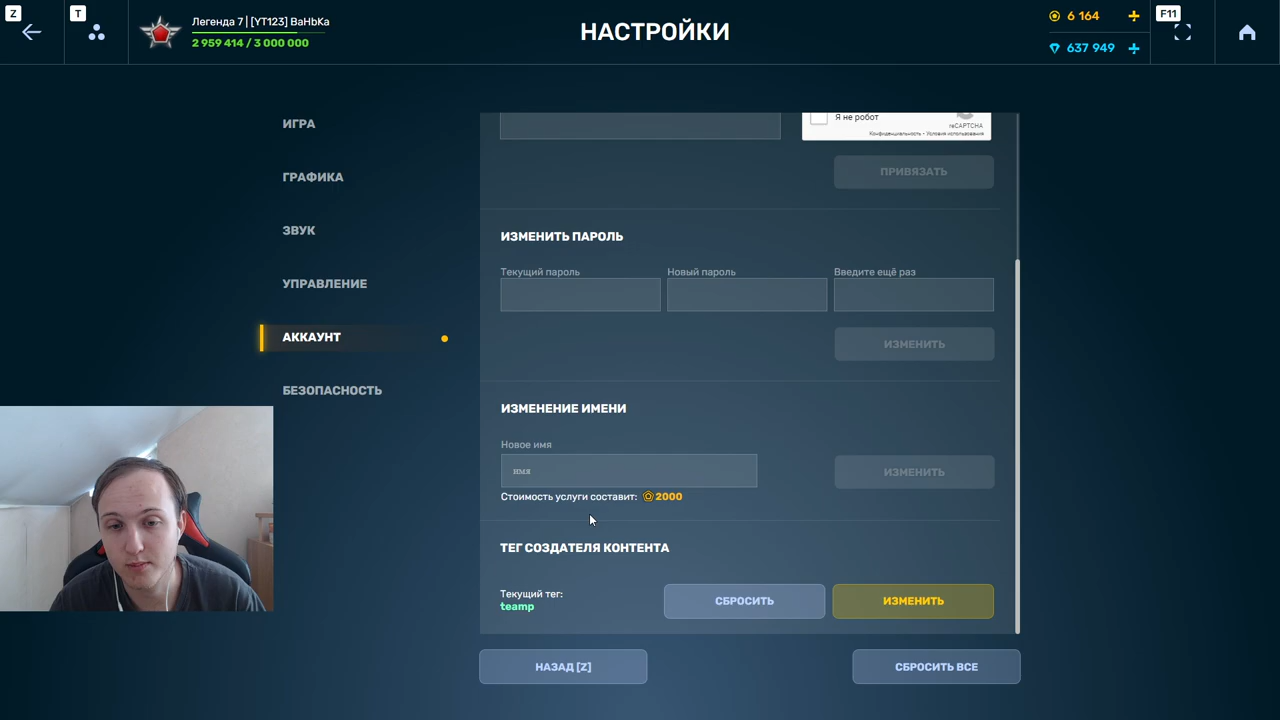 Z
T
Легенда 7 | [YT123] BaHbKa
2 959 414 / 3 000 000
НАСТРОЙКИ
6 164
637 949
F11
ИГРА
ГРАФИКА
ЗВУК
УПРАВЛЕНИЕ
АККАУНТ
БЕЗОПАСНОСТЬ
Я не робот
reCAPTCHA
Конфиденциальность - Условия использования
ПРИВЯЗАТЬ
ИЗМЕНИТЬ ПАРОЛЬ
Текущий пароль
Новый пароль
Введите ещё раз
ИЗМЕНИТЬ
ИЗМЕНЕНИЕ ИМЕНИ
Новое имя
имя
ИЗМЕНИТЬ
Стоимость услуги составит: 2000
ТЕГ СОЗДАТЕЛЯ КОНТЕНТА
Текущий тег:
teamp
СБРОСИТЬ
ИЗМЕНИТЬ
НАЗАД [Z]
СБРОСИТЬ ВСЕ